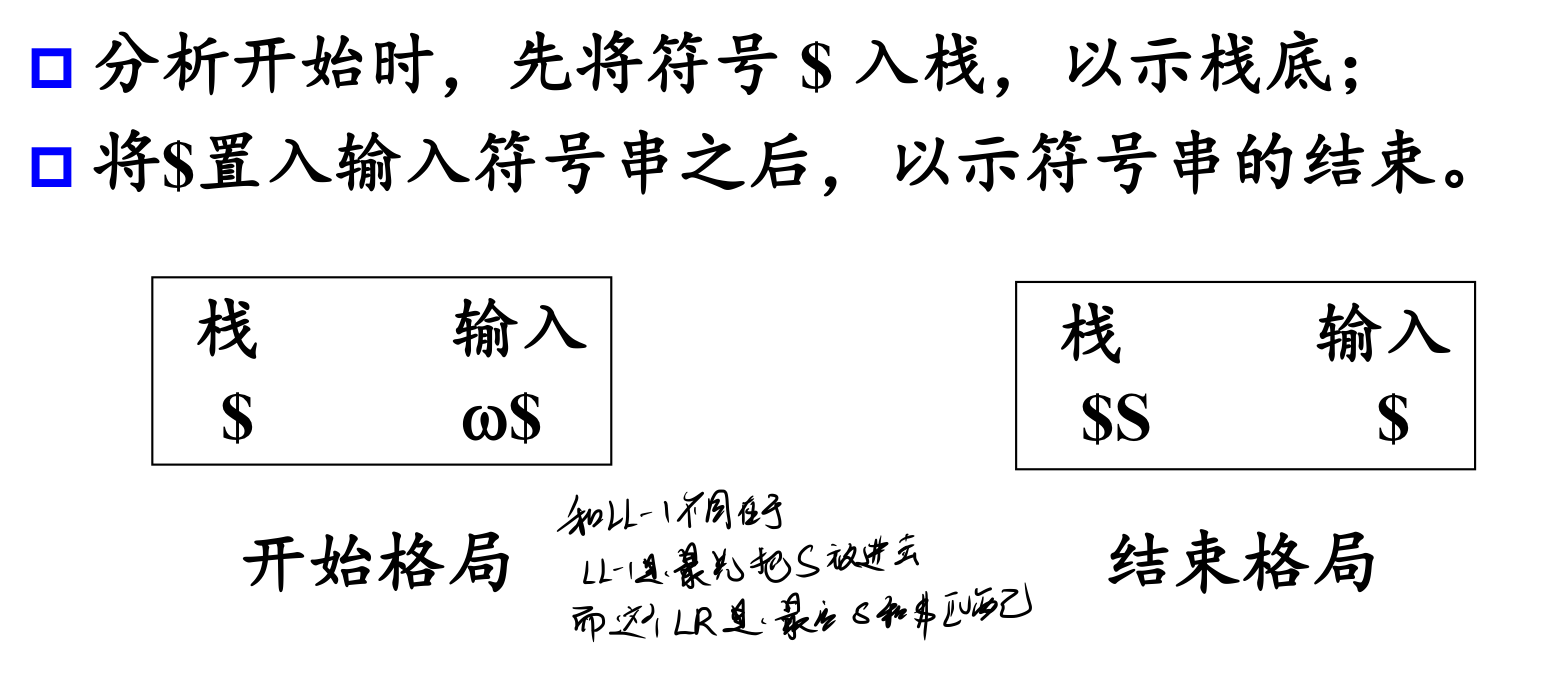 分析开始时，先将符号 $ 入栈，以示栈底；
将$置入输入符号串之后，以示符号串的结束。
栈 输入
$ ω$
开始格局
栈 输入
$S $
结束格局
和LL-1不同在于
LL-1是最先把S放进去
而这个LR是最后S和$匹配